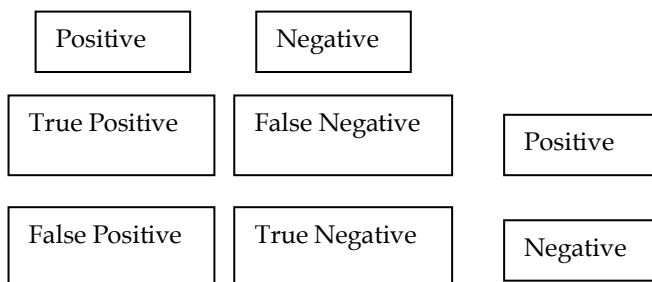 Positive
Negative
True Positive
False Negative
Positive
False Positive
True Negative
Negative